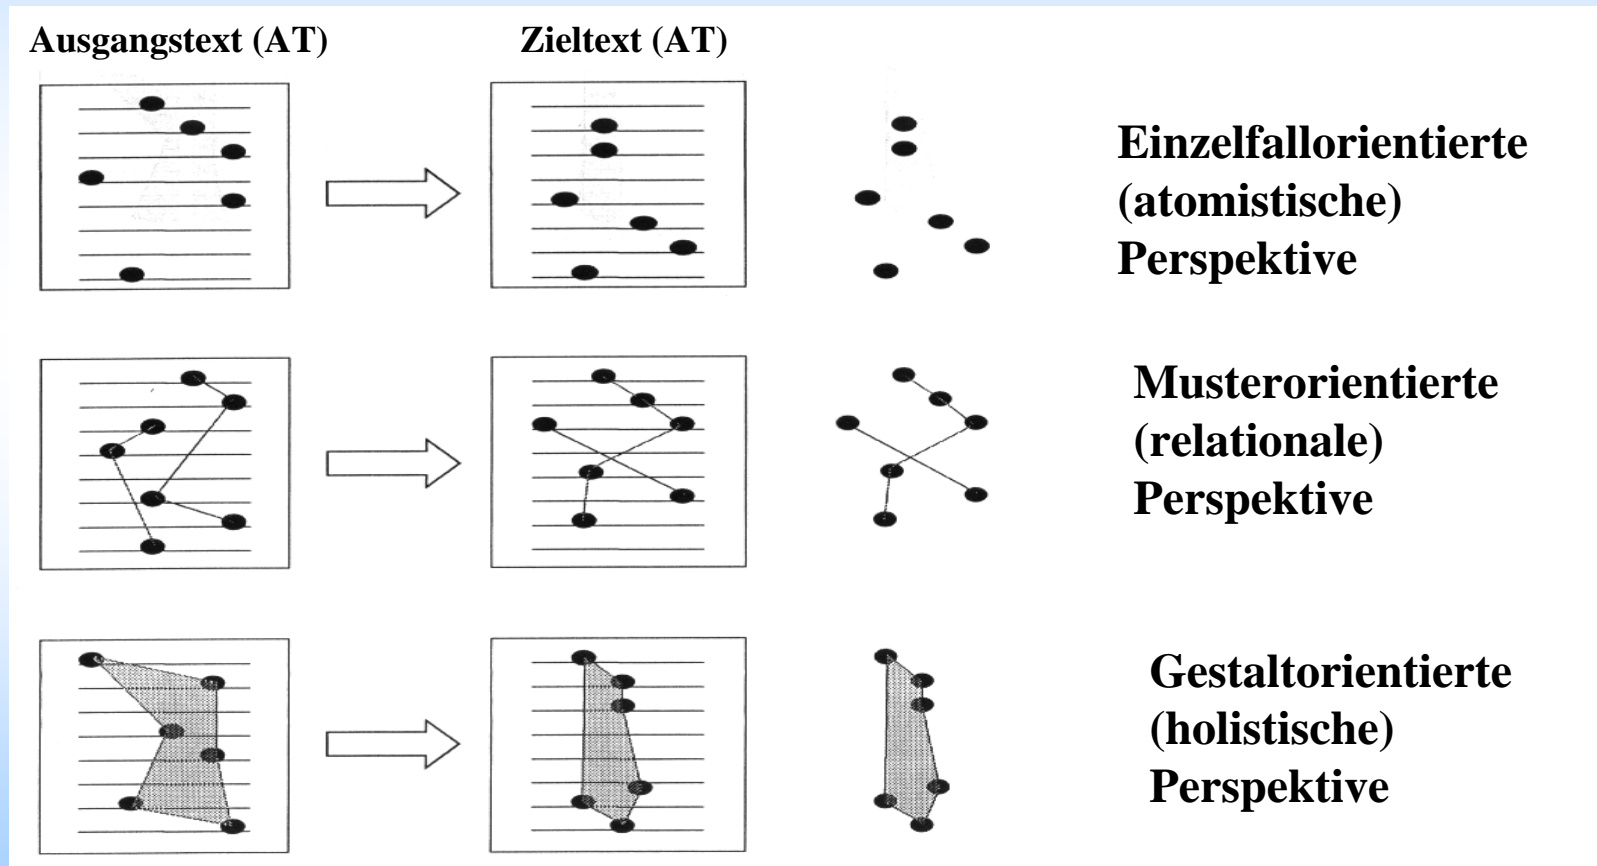 Ausgangstext (AT)
Zieltext (AT)
Einzelfallorientierte
(atomistische)
Perspektive
Musterorientierte
(relationale)
Perspektive
Gestaltorientierte
(holistische)
Perspektive